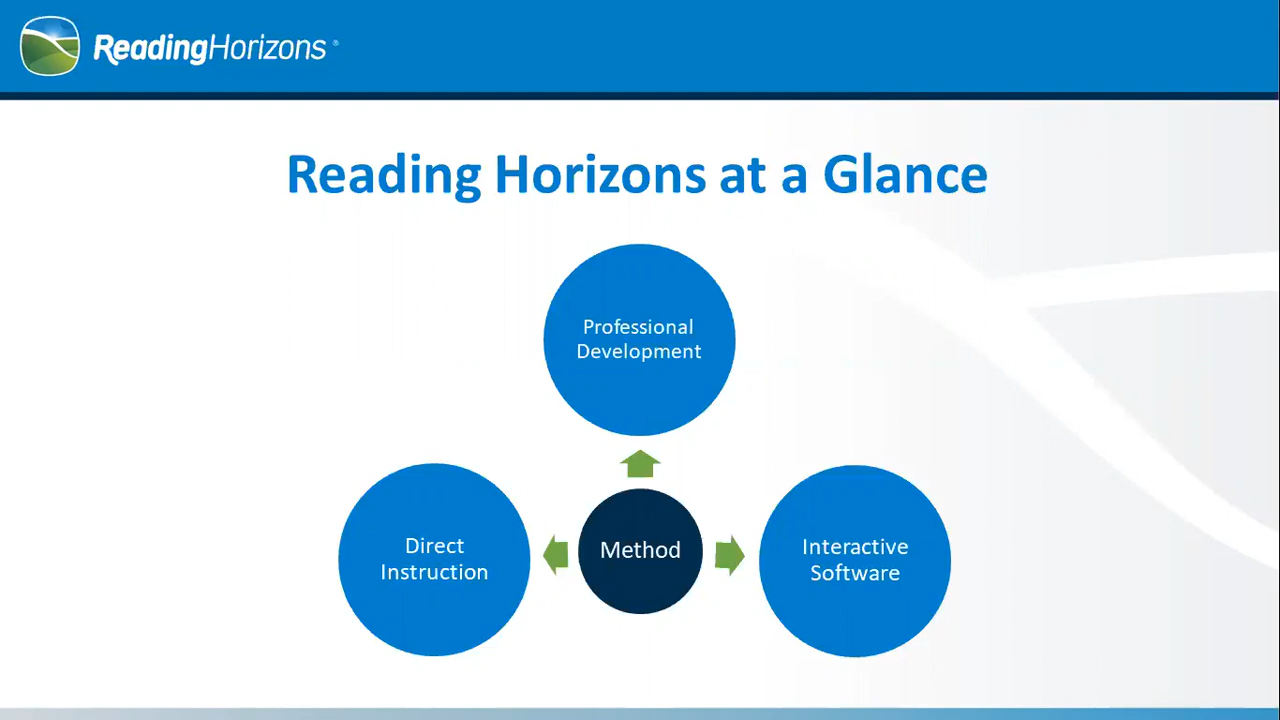 ReadingHorizons®
Reading Horizons at a Glance
Professional
Development
Direct
Instruction
Method
Interactive
Software